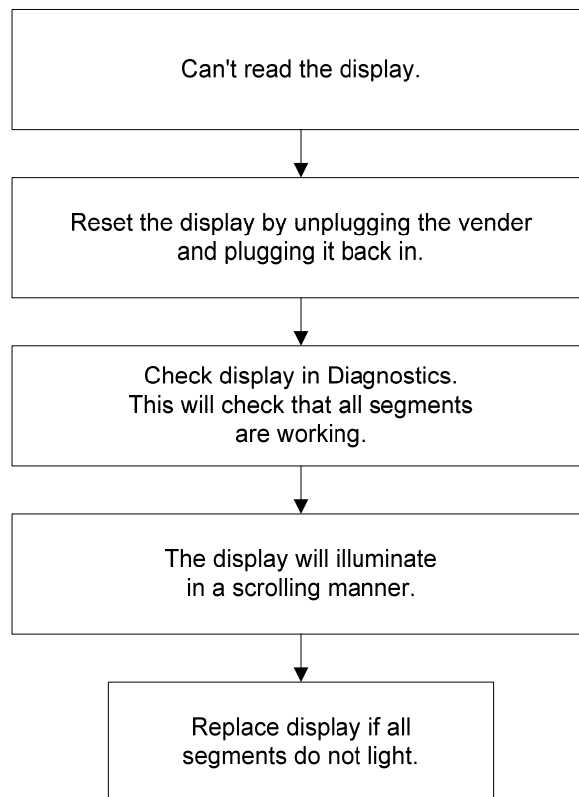 Can't read the display.
Reset the display by unplugging the vender
and plugging it back in.
Check display in Diagnostics.
This will check that all segments
are working.
The display will illuminate
in a scrolling manner.
Replace display if all
segments do not light.